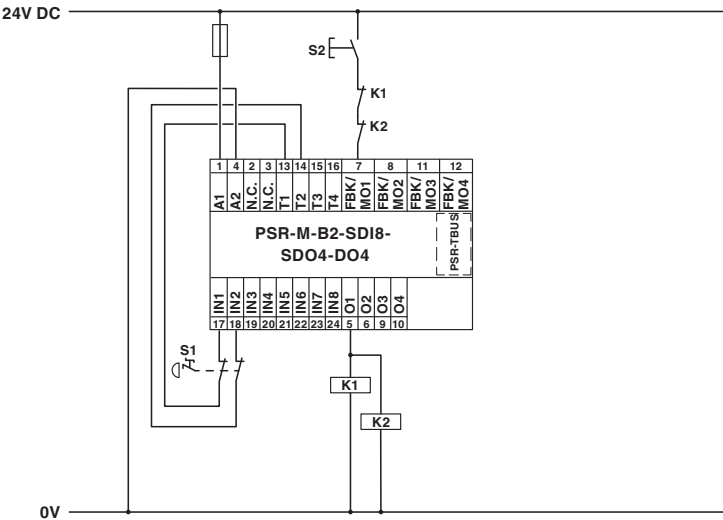 24V DC
S2
K1
K2
1 4 2 3 13 14 15 16 7 8 11 12
A1 A2 N.C. N.C. T1 T2 T3 T4 FBK/MO1 FBK/MO2 FBK/MO3 FBK/MO4
PSR-M-B2-SDI8-
SDO4-DO4
PSR-TBUS
IN1 IN2 IN3 IN4 IN5 IN6 IN7 IN8 O1 O2 O3 O4
17 18 19 20 21 22 23 24 5 6 9 10
S1
K1
K2
0V